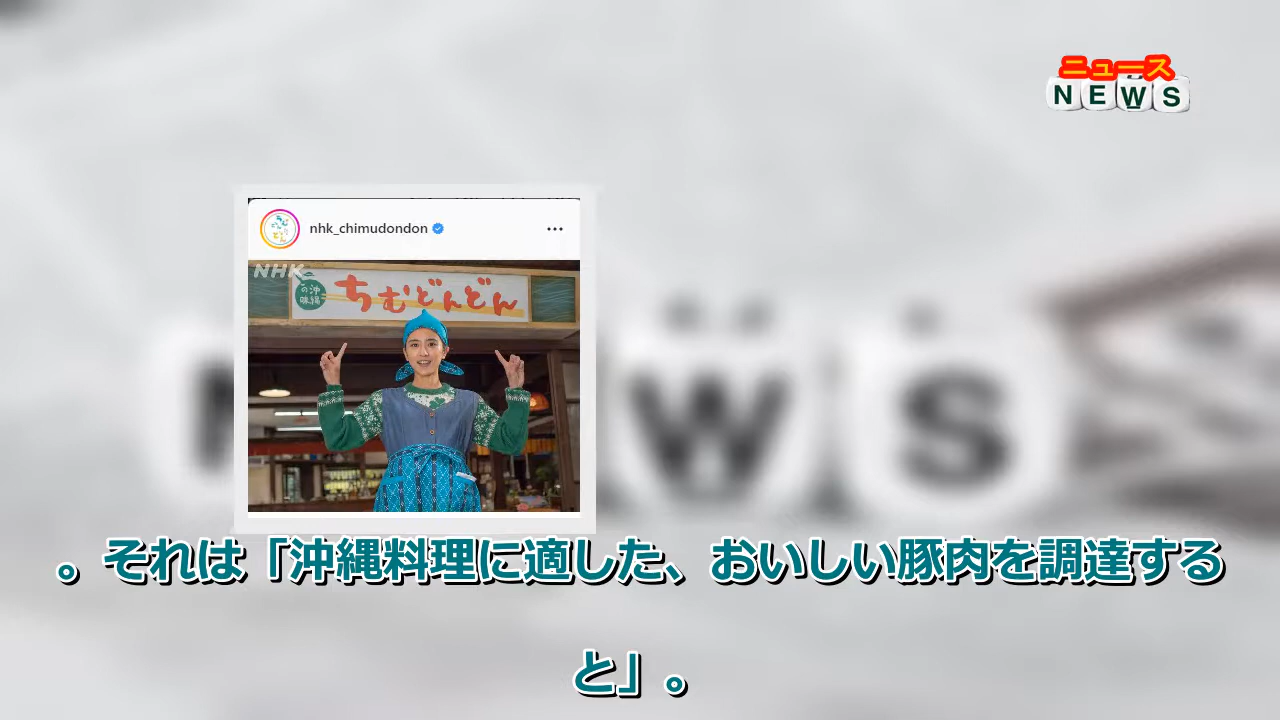 ニュース
NEWS
nhk_chimudondon
NHK
沖縄
の味
ちむどんどん
W S
。それは「沖縄料理に適した、おいしい豚肉を調達する
と」。